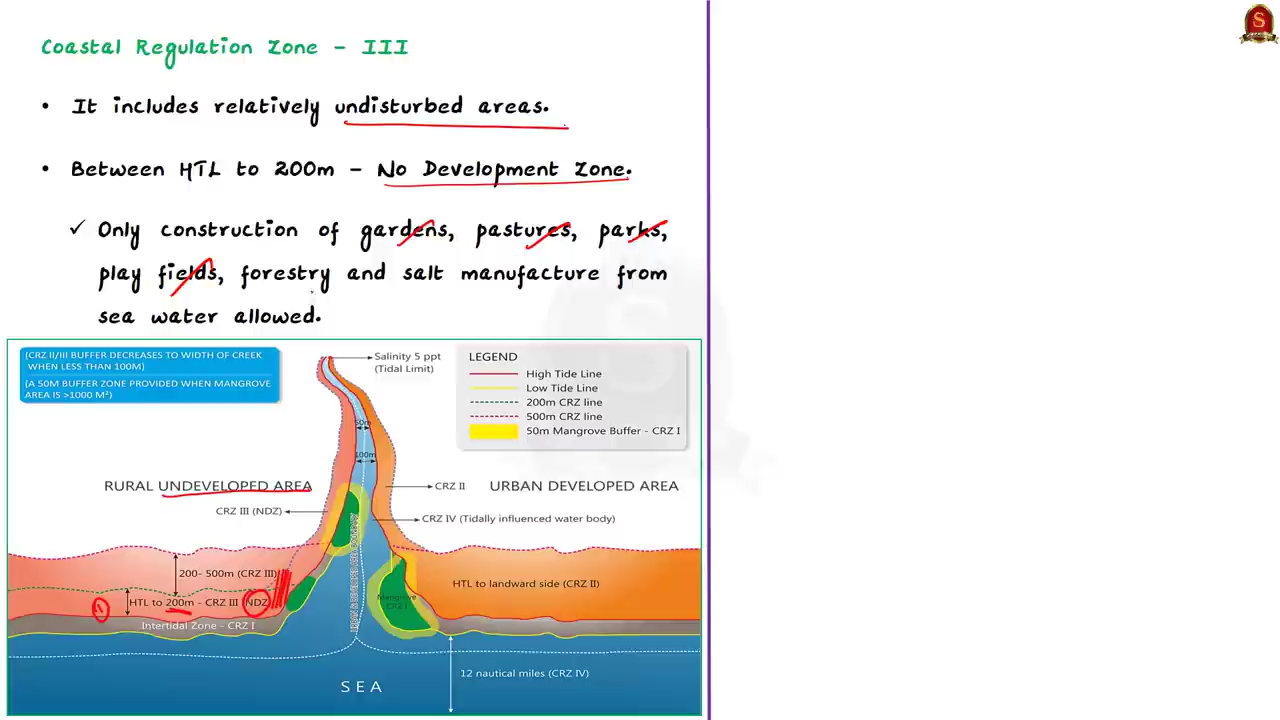 Coastal Regulation Zone - III
• It includes relatively undisturbed areas.
• Between HTL to 200m - No Development Zone.
✓ Only construction of gardens, pastures, parks,
play fields, forestry and salt manufacture from
sea water allowed.
(CRZ II/III BUFFER DECREASES TO WIDTH OF CREEK
WHEN LESS THAN 100M)
(A 50M BUFFER ZONE PROVIDED WHEN MANGROVE
AREA IS >1000 M²)
Salinity 5 ppt
(Tidal Limit)
LEGEND
High Tide Line
Low Tide Line
200m CRZ line
500m CRZ line
50m Mangrove Buffer - CRZ I
50m
100m
RURAL UNDEVELOPED AREA
CRZ II
URBAN DEVELOPED AREA
CRZ III (NDZ)
CRZ IV (Tidally influenced water body)
200- 500m (CRZ III)
HTL to landward side (CRZ II)
HTL to 200m - CRZ III (NDZ)
1
Mangrove
CRZ I
Intertidal Zone - CRZ I
12 nautical miles (CRZ IV)
SEA
S